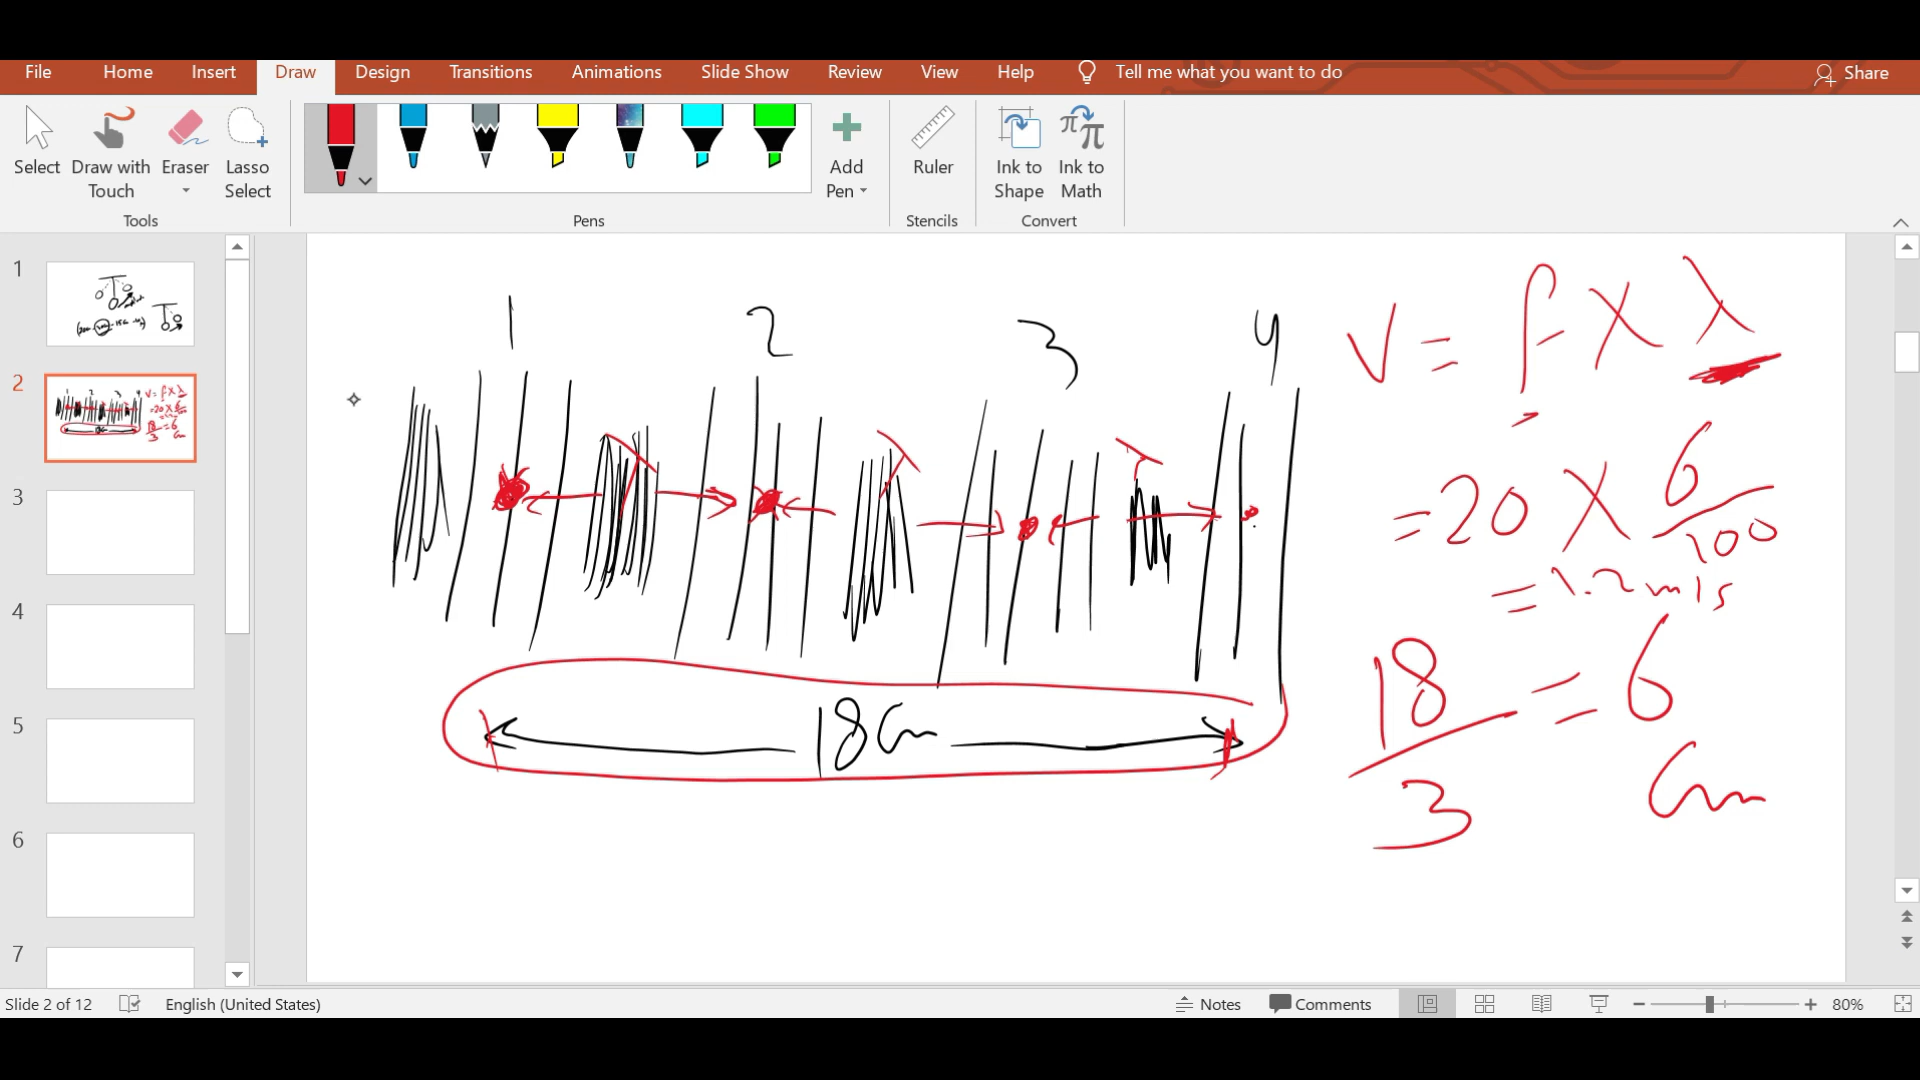 File Home Insert Draw Design Transitions Animations Slide Show Review View Help Tell me what you want to do Share
Select Draw with Touch Eraser Lasso Select Add Pen Ruler Ink to Shape Ink to Math
Tools Pens Stencils Convert
1
2
3
4
5
6
7
1 2 3 4
18 Cm
V = f X λ
= 20 X 6/100
= 1.2 m/s
18/3 = 6
Cm
Slide 2 of 12 English (United States) Notes Comments 80%